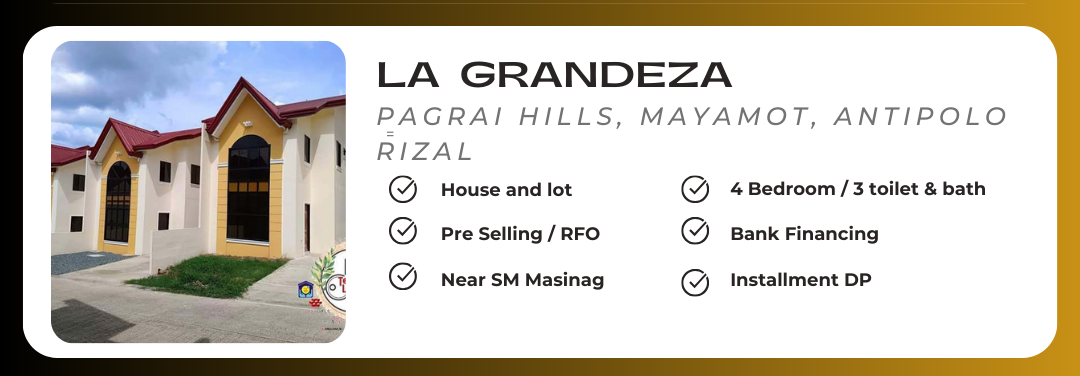 LA GRANDEZA
PAGRAI HILLS, MAYAMOT, ANTIPOLO
=
RIZAL
House and lot
4 Bedroom / 3 toilet & bath
Pre Selling / RFO
Bank Financing
Near SM Masinag
Installment DP